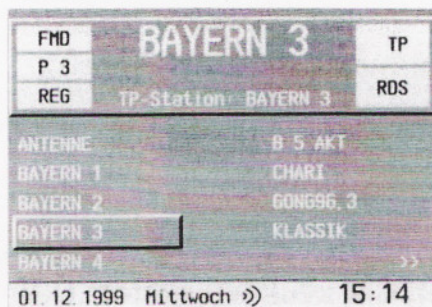 FMD BAYERN 3 TP
P 3
REG TP-Station: BAYERN 3 RDS
ANTENNE B 5 AKT
BAYERN 1 CHARI
BAYERN 2 GONG96,3
BAYERN 3 KLASSIK
BAYERN 4 >>
01.12.1999 Mittwoch 15:14